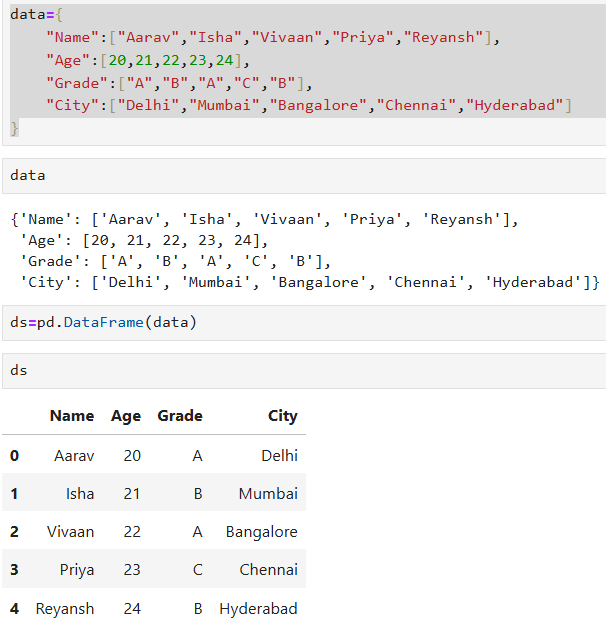 data={
    "Name":["Aarav","Isha","Vivaan","Priya","Reyansh"],
    "Age":[20,21,22,23,24],
    "Grade":["A","B","A","C","B"],
    "City":["Delhi","Mumbai","Bangalore","Chennai","Hyderabad"]
}
data
{'Name': ['Aarav', 'Isha', 'Vivaan', 'Priya', 'Reyansh'],
 'Age': [20, 21, 22, 23, 24],
 'Grade': ['A', 'B', 'A', 'C', 'B'],
 'City': ['Delhi', 'Mumbai', 'Bangalore', 'Chennai', 'Hyderabad']}
ds=pd.DataFrame(data)
ds
Name Age Grade City
0 Aarav 20 A Delhi
1 Isha 21 B Mumbai
2 Vivaan 22 A Bangalore
3 Priya 23 C Chennai
4 Reyansh 24 B Hyderabad